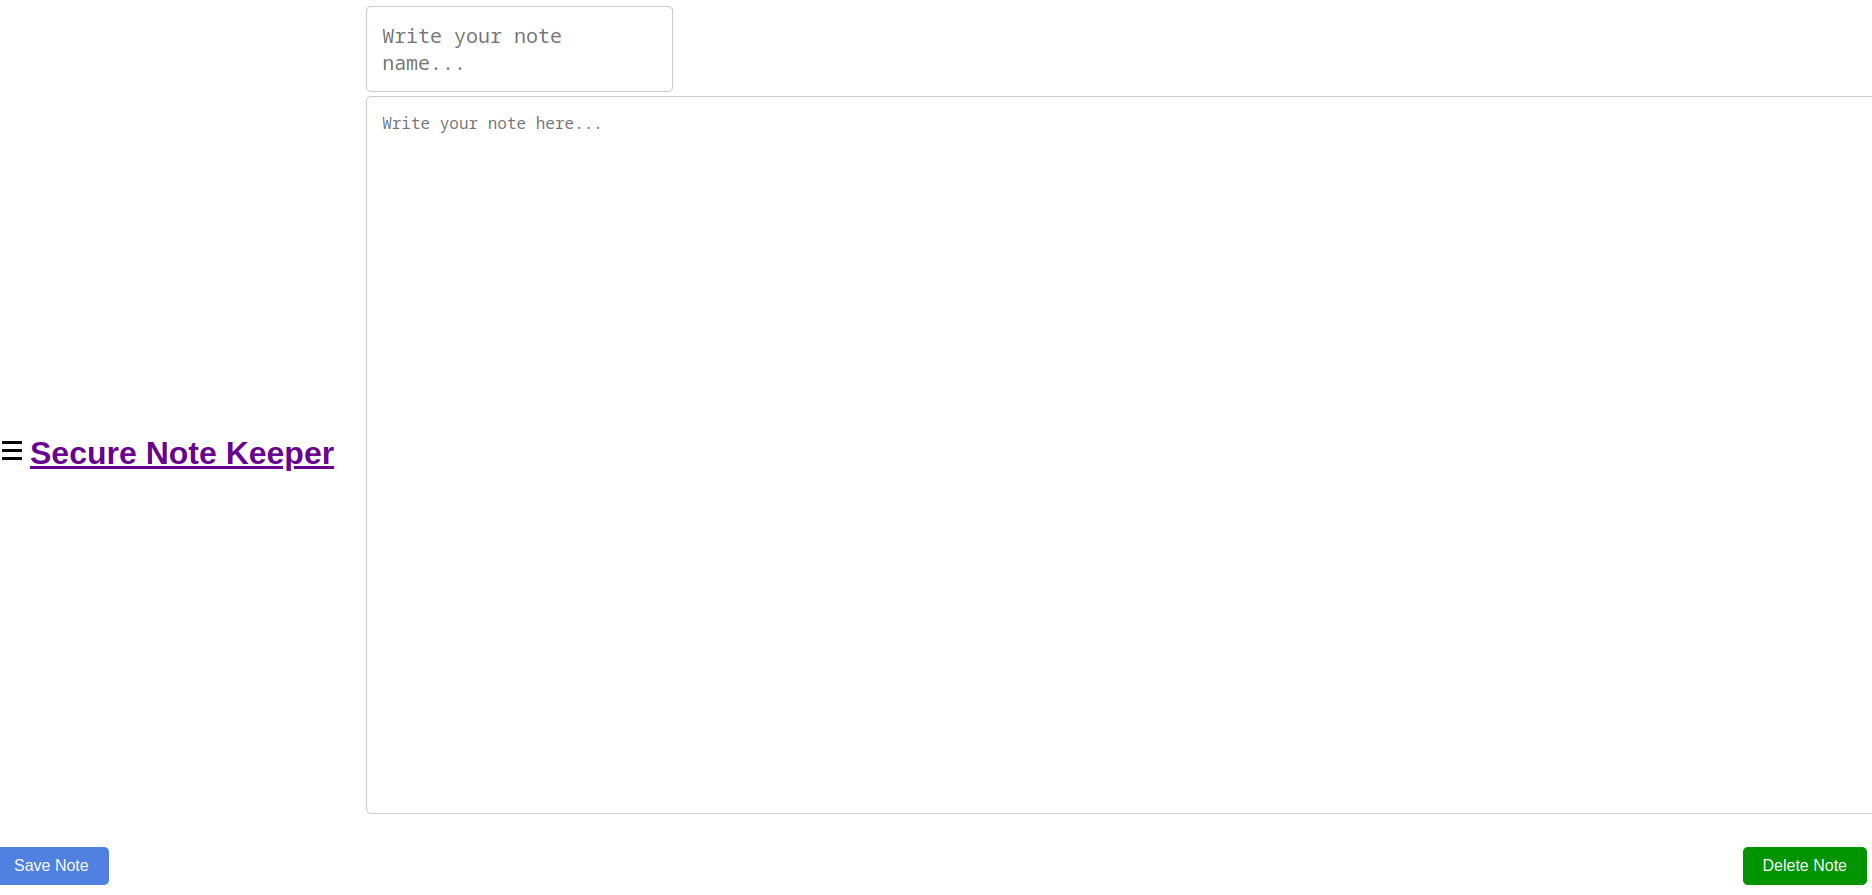 Write your note
name...
Write your note here...
Secure Note Keeper
Save Note
Delete Note